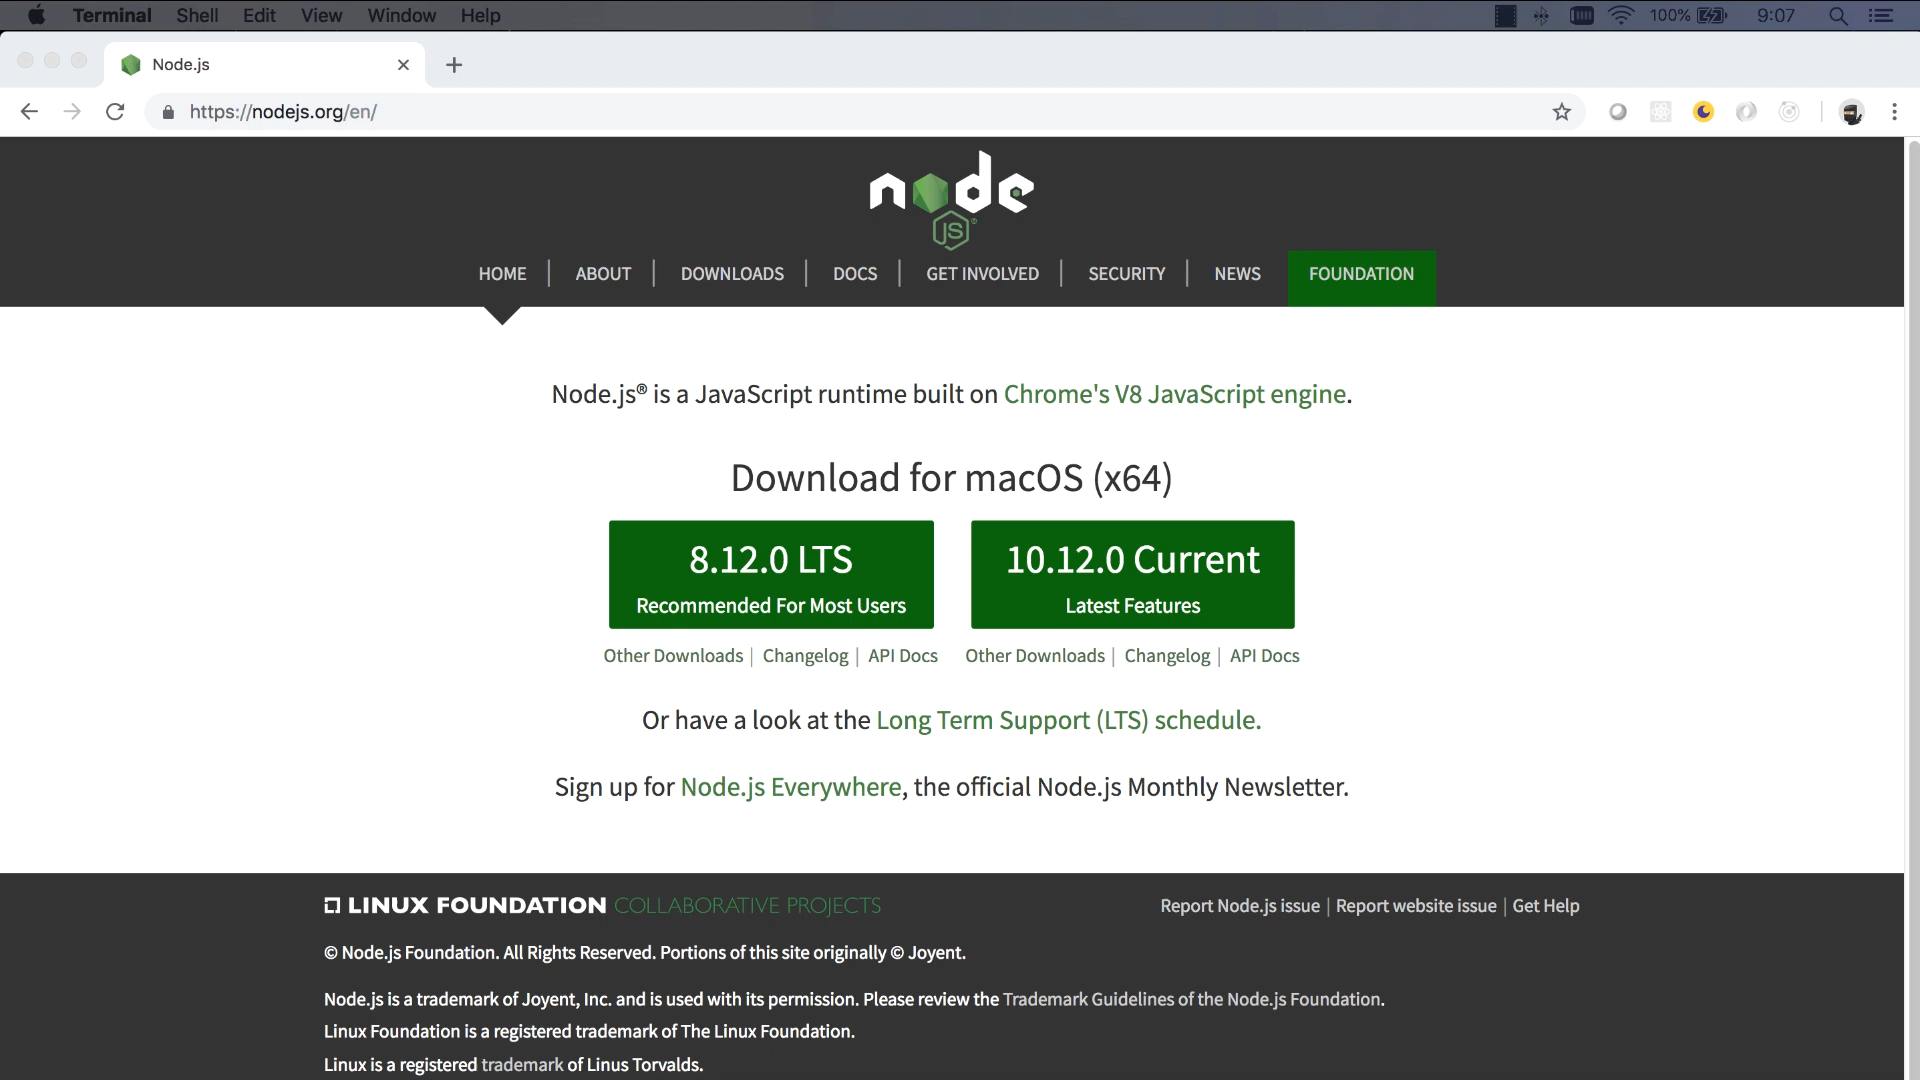 Terminal Shell Edit View Window Help 100% 9:07
Node.js
https://nodejs.org/en/
node
JS
HOME | ABOUT | DOWNLOADS | DOCS | GET INVOLVED | SECURITY | NEWS FOUNDATION
Node.js® is a JavaScript runtime built on Chrome's V8 JavaScript engine.
Download for macOS (x64)
8.12.0 LTS 10.12.0 Current
Recommended For Most Users Latest Features
Other Downloads | Changelog | API Docs Other Downloads | Changelog | API Docs
Or have a look at the Long Term Support (LTS) schedule.
Sign up for Node.js Everywhere, the official Node.js Monthly Newsletter.
LINUX FOUNDATION COLLABORATIVE PROJECTS Report Node.js issue | Report website issue | Get Help
© Node.js Foundation. All Rights Reserved. Portions of this site originally © Joyent.
Node.js is a trademark of Joyent, Inc. and is used with its permission. Please review the Trademark Guidelines of the Node.js Foundation.
Linux Foundation is a registered trademark of The Linux Foundation.
Linux is a registered trademark of Linus Torvalds.